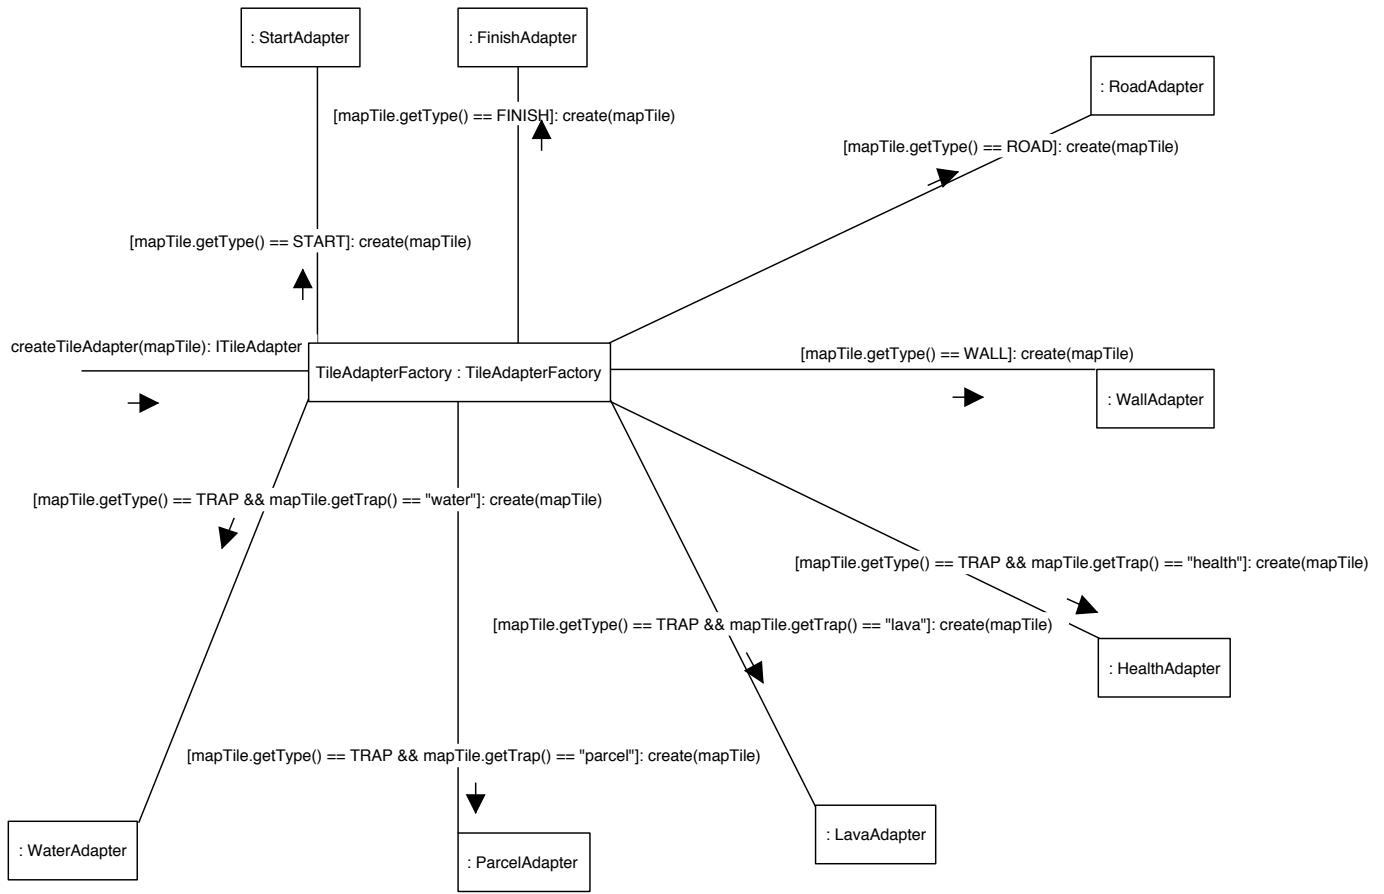 : StartAdapter
: FinishAdapter
: RoadAdapter
[mapTile.getType() == FINISH]: create(mapTile)
[mapTile.getType() == ROAD]: create(mapTile)
[mapTile.getType() == START]: create(mapTile)
createTileAdapter(mapTile): ITileAdapter
TileAdapterFactory : TileAdapterFactory
[mapTile.getType() == WALL]: create(mapTile)
: WallAdapter
[mapTile.getType() == TRAP && mapTile.getTrap() == "water"]: create(mapTile)
[mapTile.getType() == TRAP && mapTile.getTrap() == "health"]: create(mapTile)
[mapTile.getType() == TRAP && mapTile.getTrap() == "lava"]: create(mapTile)
: HealthAdapter
[mapTile.getType() == TRAP && mapTile.getTrap() == "parcel"]: create(mapTile)
: LavaAdapter
: WaterAdapter
: ParcelAdapter